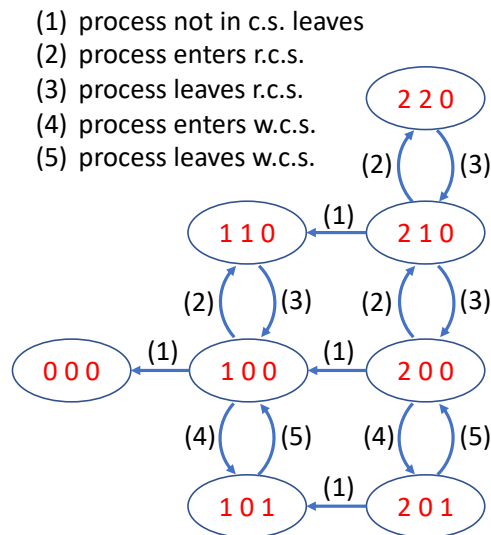 (1) process not in c.s. leaves
(2) process enters r.c.s.
(3) process leaves r.c.s.
(4) process enters w.c.s.
(5) process leaves w.c.s.
2 2 0
(2) (3)
1 1 0 (1) 2 1 0
(2) (3) (2) (3)
0 0 0 (1) 1 0 0 (1) 2 0 0
(4) (5) (4) (5)
1 0 1 (1) 2 0 1